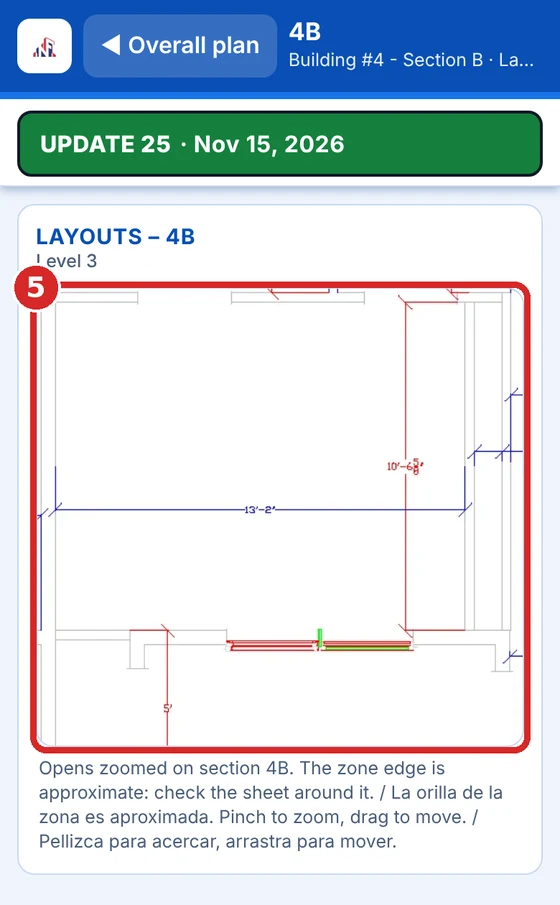 ◀ Overall plan
4B
Building #4 - Section B · La...
UPDATE 25 · Nov 15, 2026
LAYOUTS – 4B
Level 3
5
10'-6⅝"
13'-2"
5'
Opens zoomed on section 4B. The zone edge is
approximate: check the sheet around it. / La orilla de la
zona es aproximada. Pinch to zoom, drag to move. /
Pellizca para acercar, arrastra para mover.